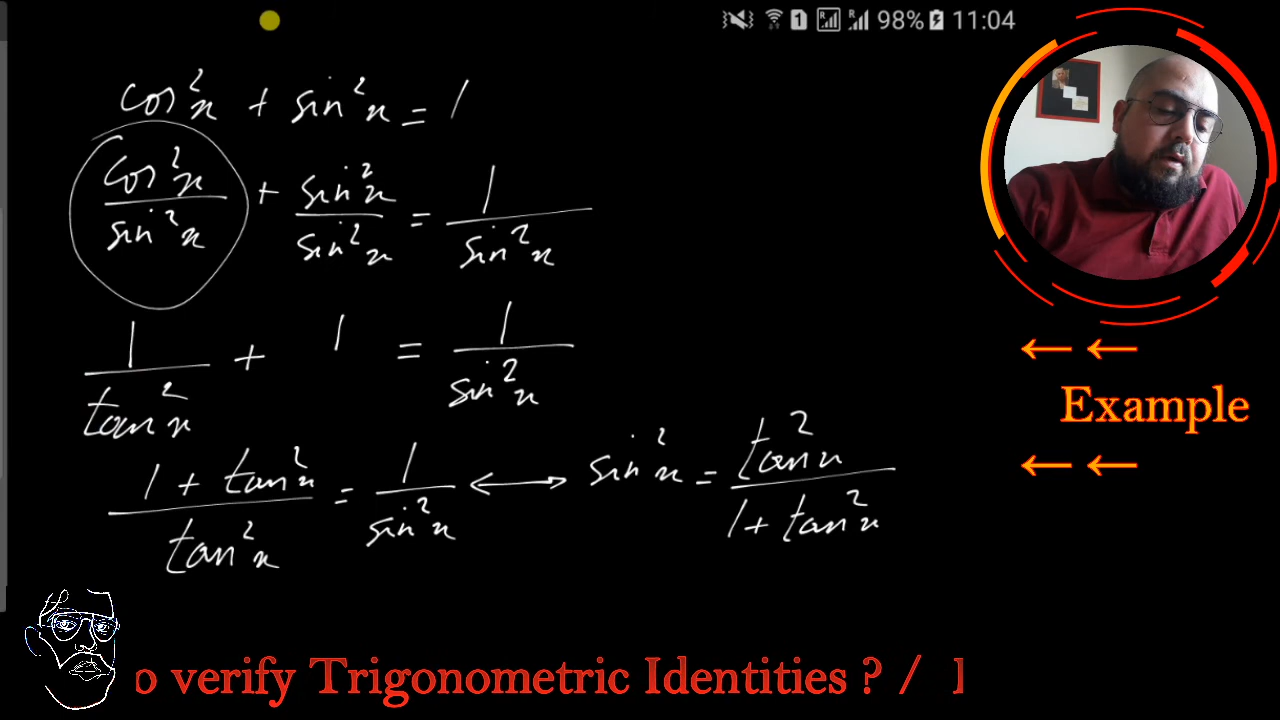 1 98% 11:04
cos²x + sin²x = 1
cos²x/sin²x + sin²x/sin²x = 1/sin²x
1/tan²x + 1 = 1/sin²x
1 + tan²x/tan²x = 1/sin²x ⟷ sin²x = tan²x/1 + tan²x
← ←
Example
← ←
o verify Trigonometric Identities ? /